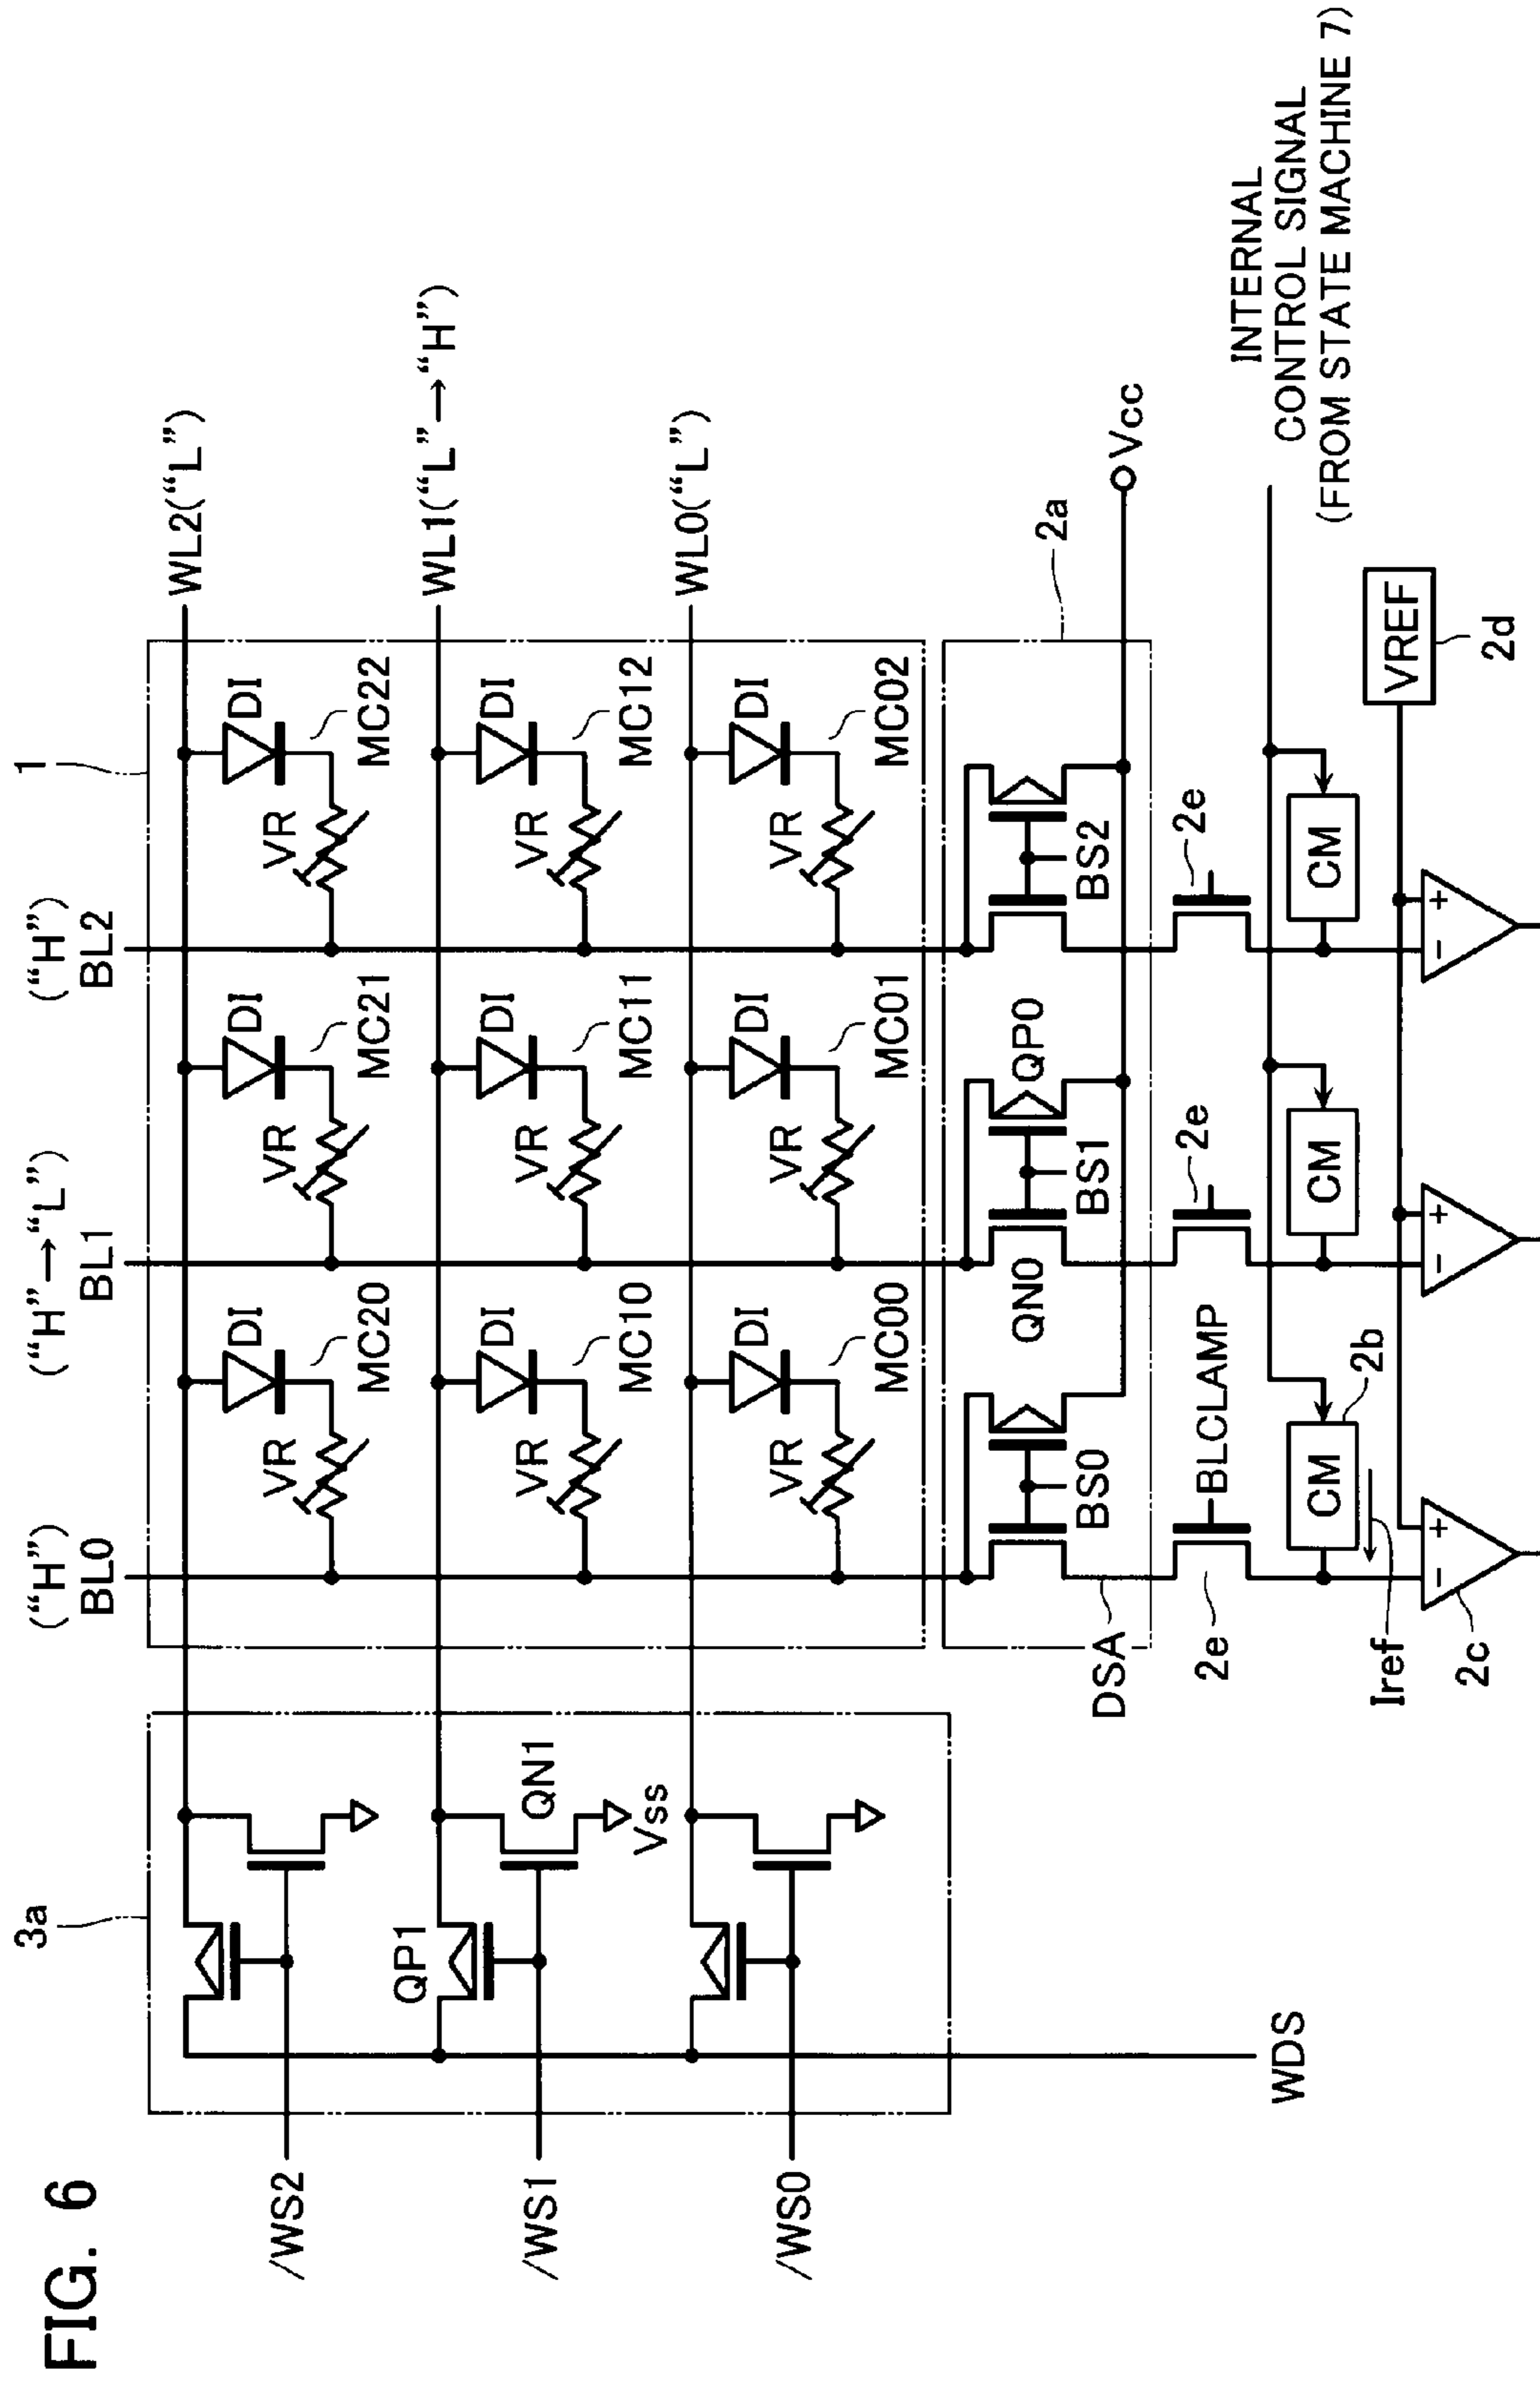 FIG. 6
3a
1
("H")
BL0
("H"→"L")
BL1
("H")
BL2
WL2("L")
DI
VR
MC20
DI
VR
MC21
DI
VR
MC22
/WS2
QP1
QN1
Vss
WL1("L"→"H")
DI
VR
MC10
DI
VR
MC11
DI
VR
MC12
/WS1
WL0("L")
DI
VR
MC00
DI
VR
MC01
DI
VR
MC02
/WS0
2a
QN0
QP0
BS0
BS1
BS2
Vcc
DSA
WDS
2e
BLCLAMP
2e
2e
INTERNAL
CONTROL SIGNAL
(FROM STATE MACHINE 7)
CM
2b
CM
CM
Iref
VREF
2d
2c
- +
- +
- +